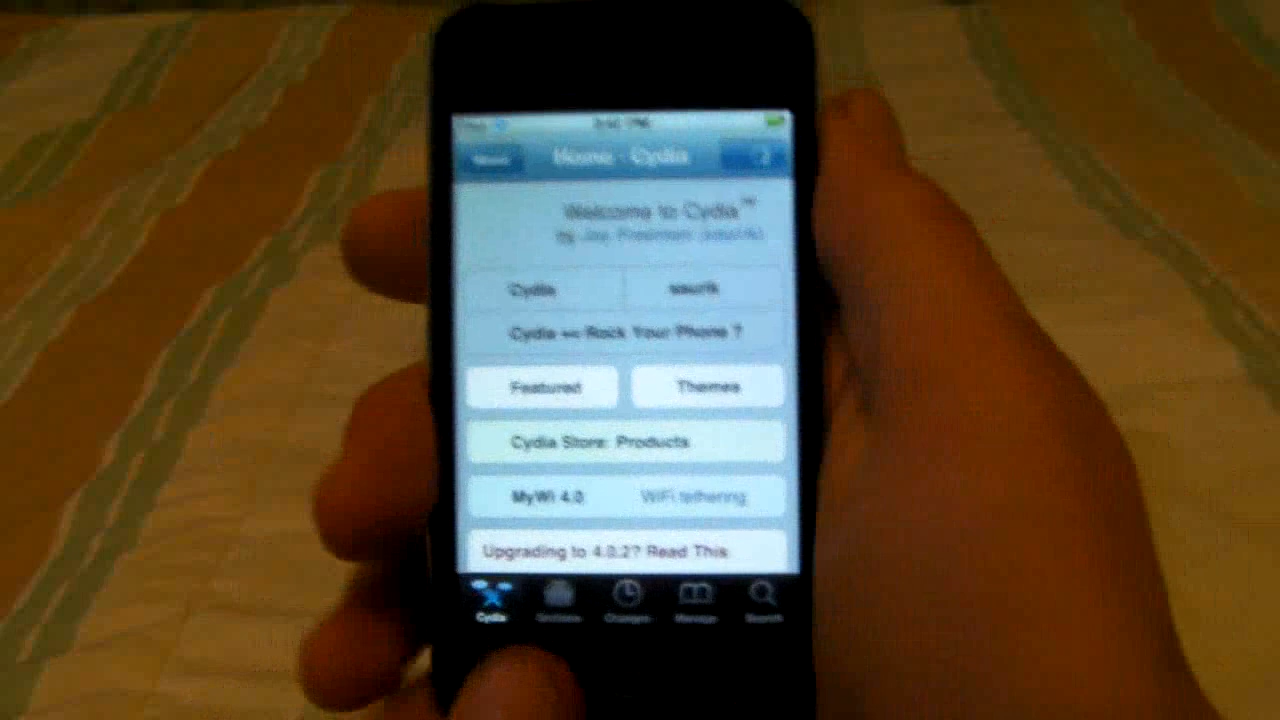 Home Cydia
Welcome to Cydia™
by Jay Freeman (saurik)
Cydia saurik
Cydia Rock Your Phone ?
Featured Themes
Cydia Store: Products
MyWi 4.0 WiFi tethering
Upgrading to 4.0.2? Read This
Cydia Sections Changes Manage Search